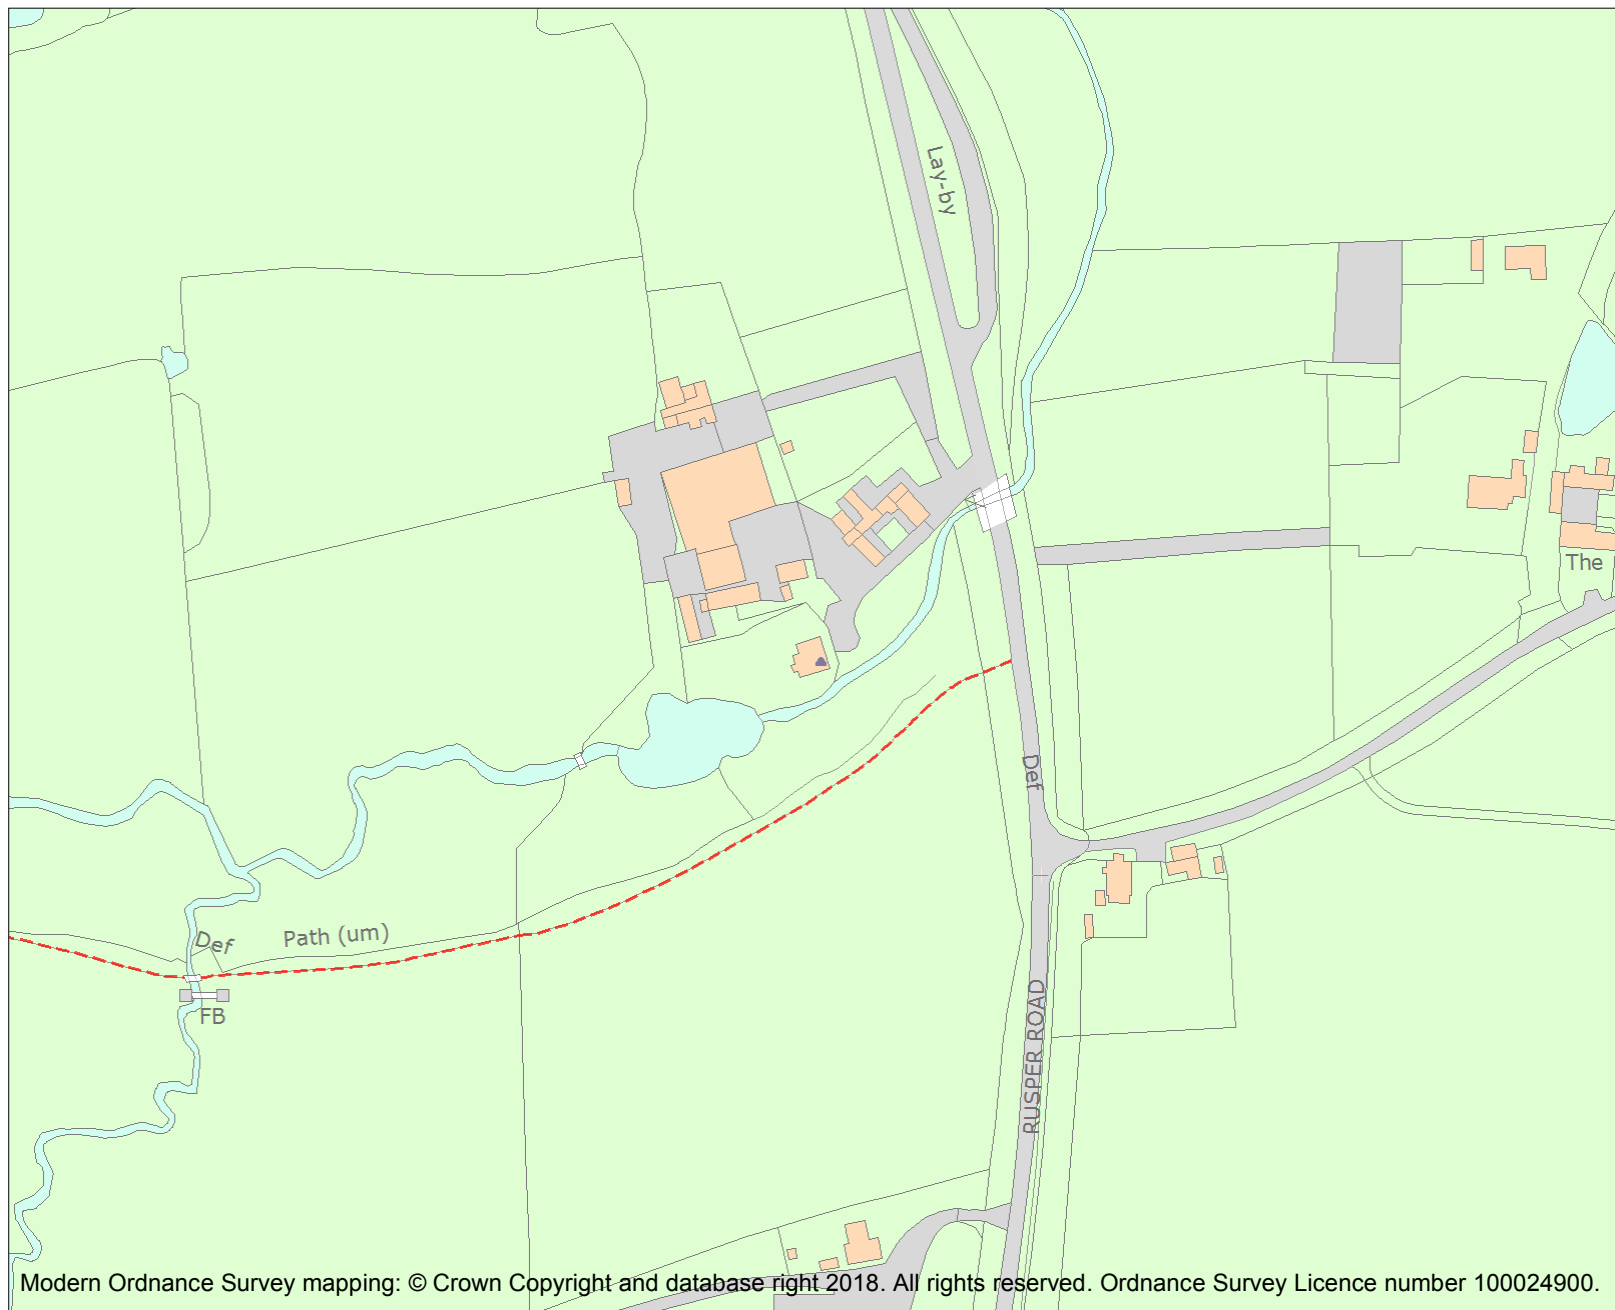 Lay-by
The
Def
Def
Path (um)
FB
RUSPER ROAD
Modern Ordnance Survey mapping: © Crown Copyright and database right 2018. All rights reserved. Ordnance Survey Licence number 100024900.